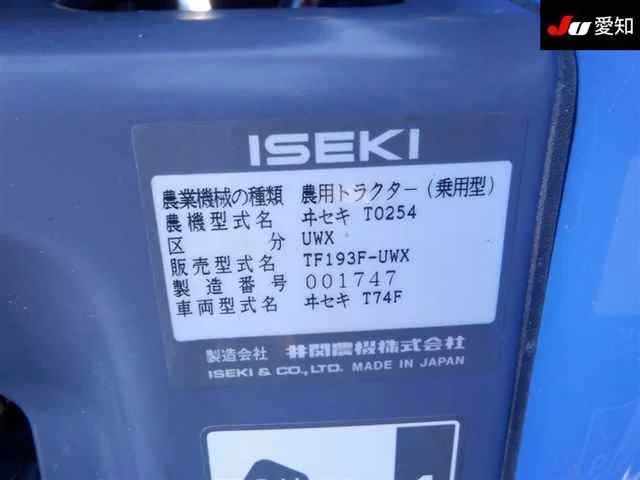 JU 愛知
ISEKI
農業機械の種類 農用トラクター(乗用型)
農機型式名 ヰセキ TO254
区分 UWX
販売型式名 TF193F-UWX
製造番号 001747
車両型式名 ヰセキ T74F
製造会社 井関農機株式会社
ISEKI & CO., LTD. MADE IN JAPAN